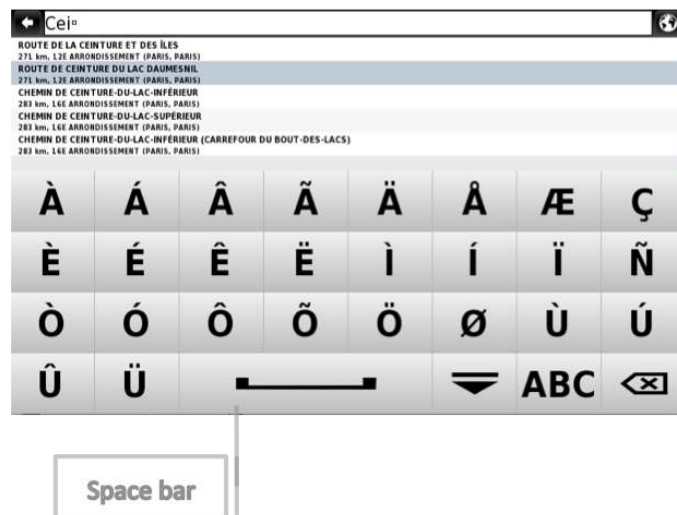 Cei¤
ROUTE DE LA CEINTURE ET DES ÎLES
271 km, 12E ARRONDISSEMENT (PARIS, PARIS)
ROUTE DE CEINTURE DU LAC DAUMESNIL
271 km, 12E ARRONDISSEMENT (PARIS, PARIS)
CHEMIN DE CEINTURE-DU-LAC-INFÉRIEUR
283 km, 16E ARRONDISSEMENT (PARIS, PARIS)
CHEMIN DE CEINTURE-DU-LAC-SUPÉRIEUR
283 km, 16E ARRONDISSEMENT (PARIS, PARIS)
CHEMIN DE CEINTURE-DU-LAC-INFÉRIEUR (CARREFOUR DU BOUT-DES-LACS)
283 km, 16E ARRONDISSEMENT (PARIS, PARIS)
À Á Â Ã Ä Å Æ Ç
È É Ê Ë Ì Í Ï Ñ
Ò Ó Ô Õ Ö Ø Ù Ú
Û Ü ABC
Space bar